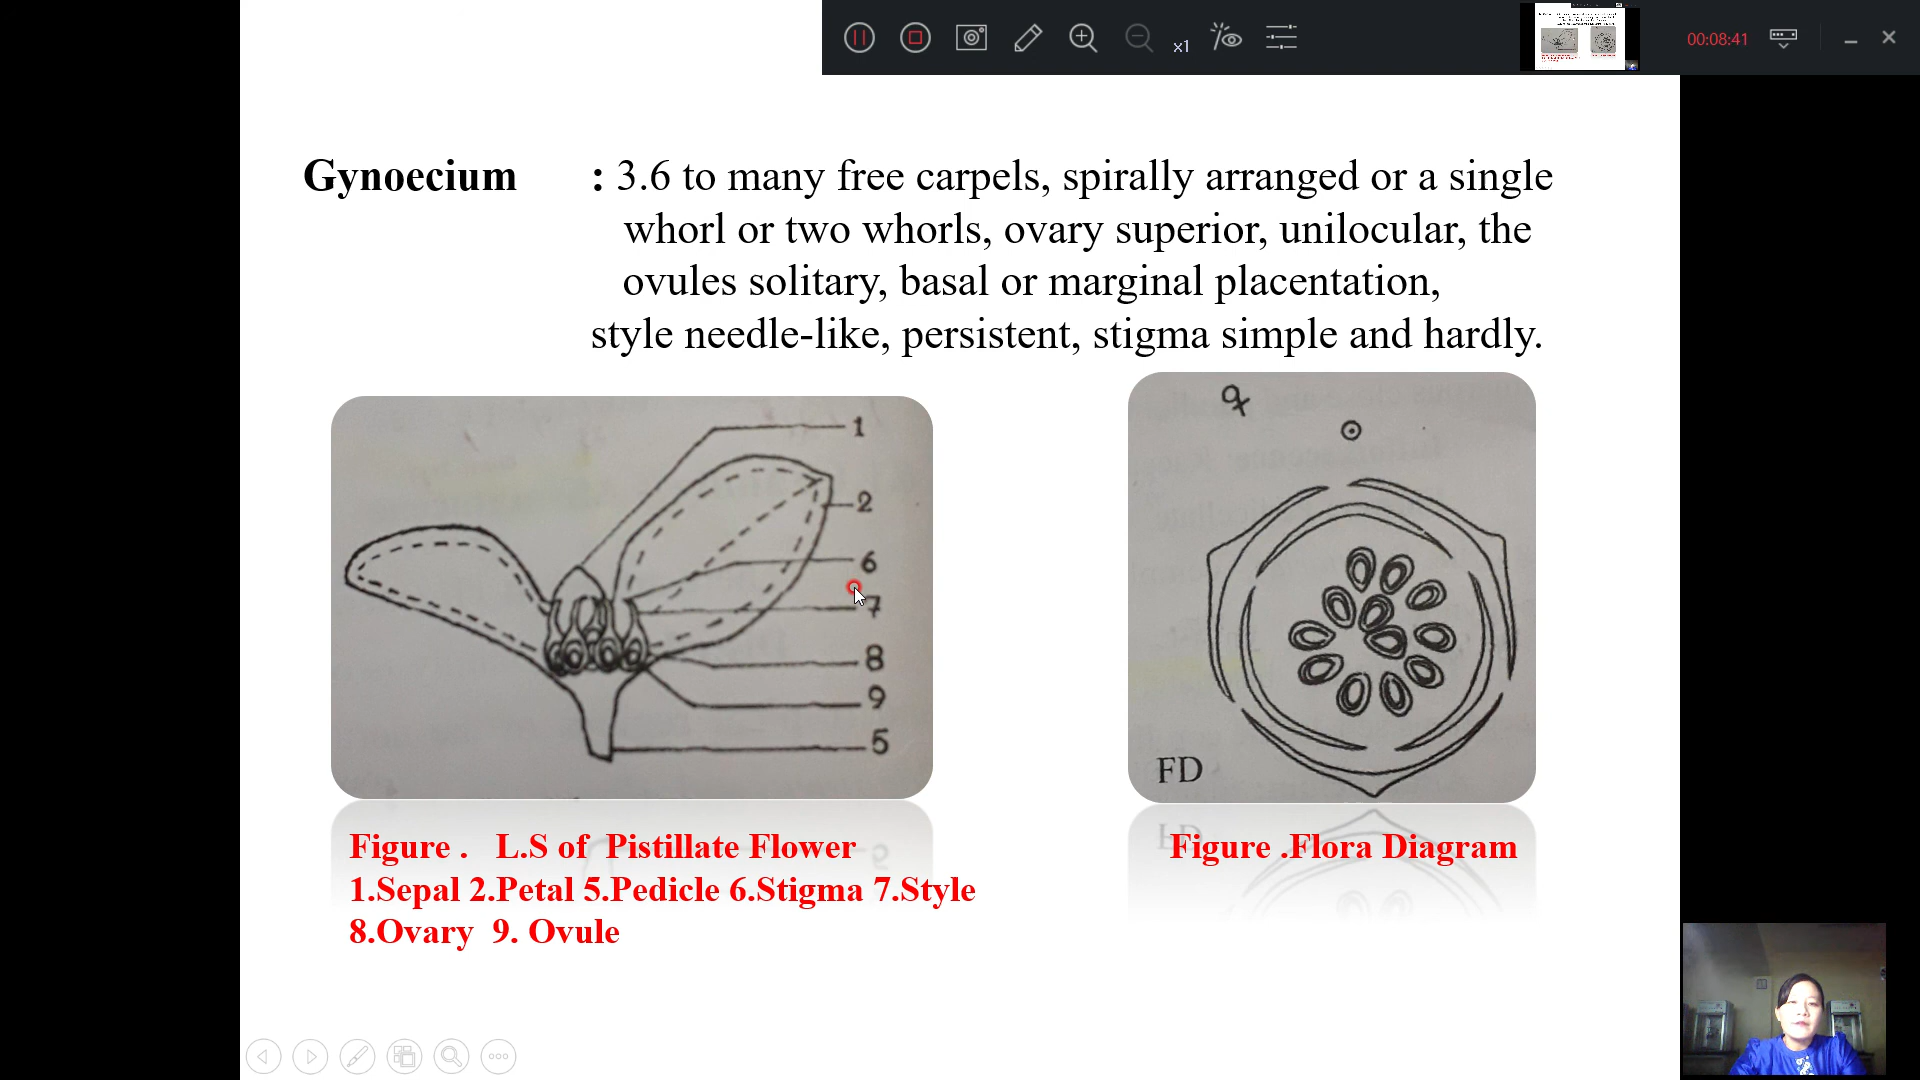 x1
00:08:41
Gynoecium : 3.6 to many free carpels, spirally arranged or a single
whorl or two whorls, ovary superior, unilocular, the
ovules solitary, basal or marginal placentation,
style needle-like, persistent, stigma simple and hardly.
1
2
6
7
8
9
5
♀
FD
Figure . L.S of Pistillate Flower
1.Sepal 2.Petal 5.Pedicle 6.Stigma 7.Style
8.Ovary 9. Ovule
Figure .Flora Diagram